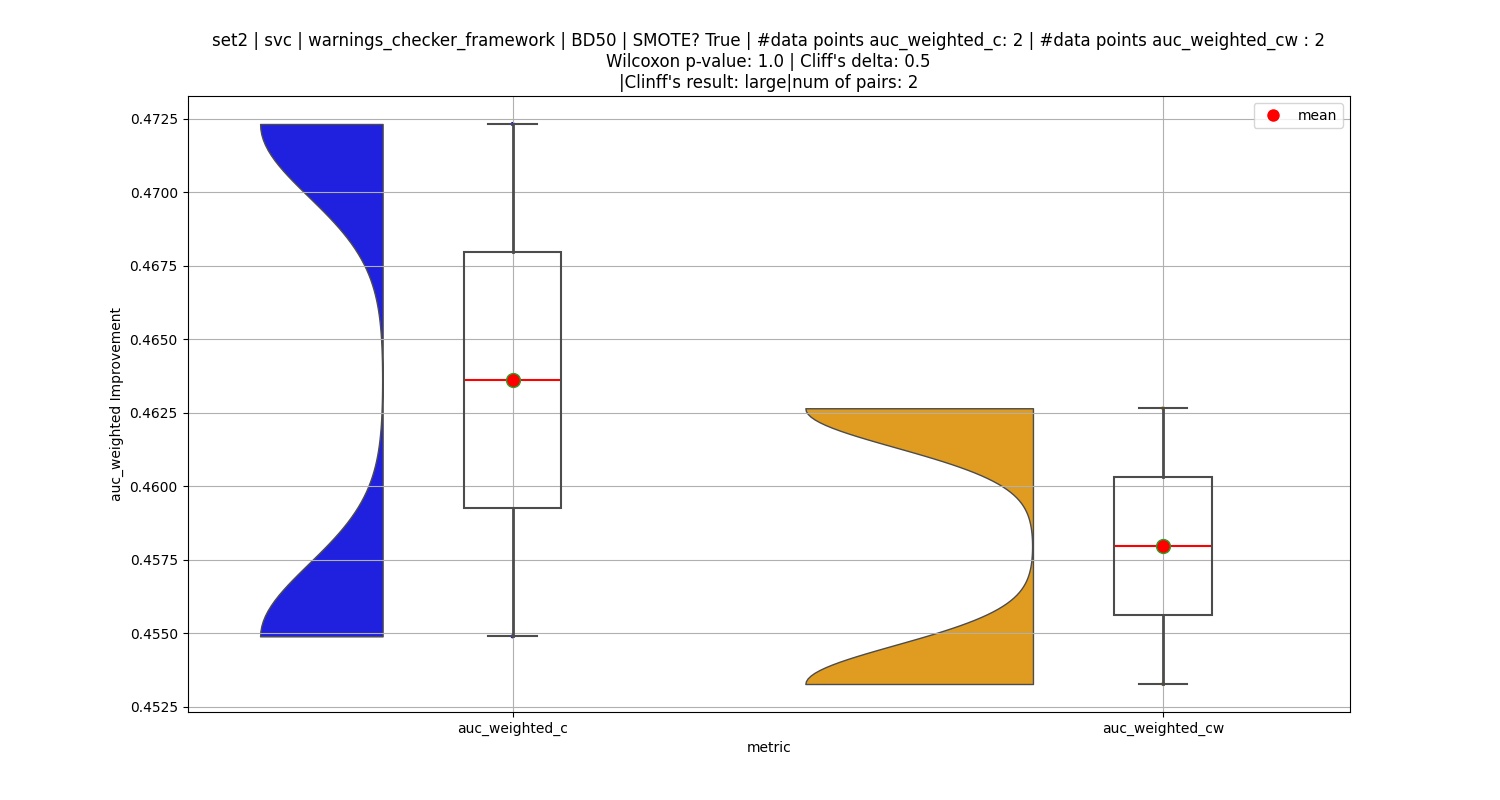 set2 | svc | warnings_checker_framework | BD50 | SMOTE? True | #data points auc_weighted_c: 2 | #data points auc_weighted_cw : 2
Wilcoxon p-value: 1.0 | Cliff's delta: 0.5
|Clinff's result: large|num of pairs: 2
mean
0.4725
0.4700
0.4675
0.4650
0.4625
0.4600
0.4575
0.4550
0.4525
auc_weighted Improvement
auc_weighted_c
auc_weighted_cw
metric